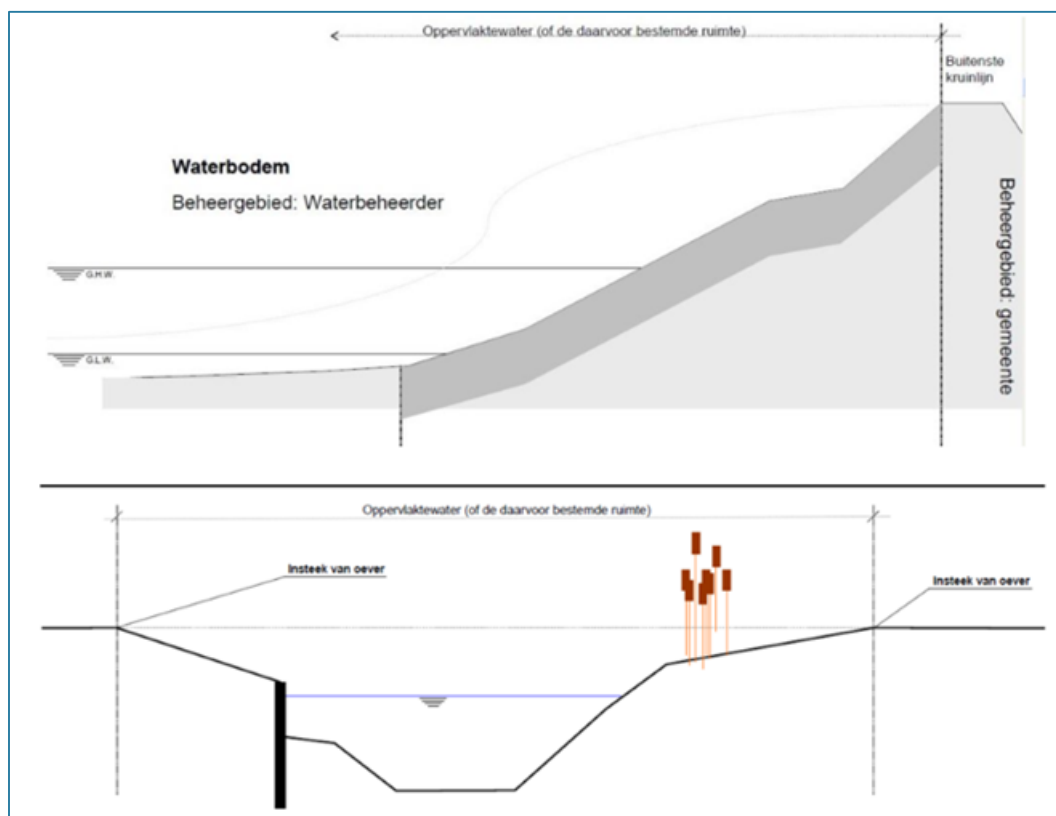 Oppervlaktewater (of de daarvoor bestemde ruimte)
Buitenste
kruinlijn
Waterbodem
Beheergebied: Waterbeheerder
Beheergebied: gemeente
G.H.W.
G.L.W.
Oppervlaktewater (of de daarvoor bestemde ruimte)
Insteek van oever
Insteek van oever